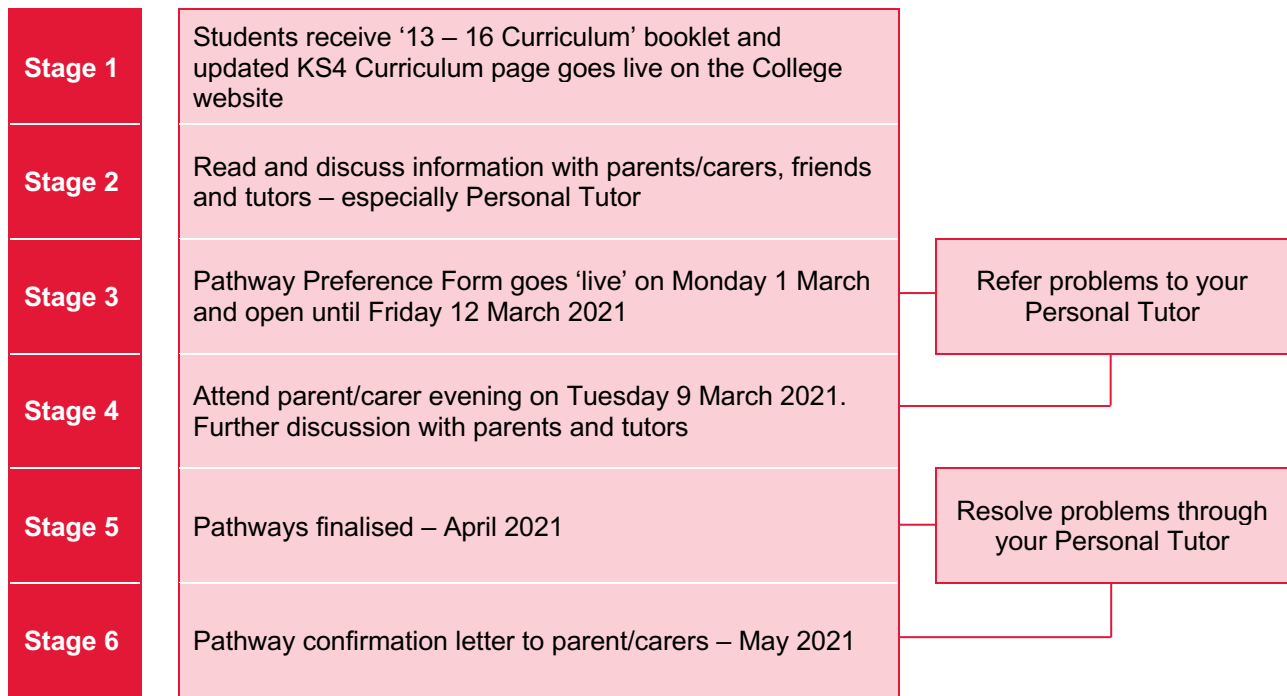 Stage 1
Students receive ‘13 – 16 Curriculum’ booklet and
updated KS4 Curriculum page goes live on the College
website
Stage 2
Read and discuss information with parents/carers, friends
and tutors – especially Personal Tutor
Stage 3
Pathway Preference Form goes ‘live’ on Monday 1 March
and open until Friday 12 March 2021
Refer problems to your
Personal Tutor
Stage 4
Attend parent/carer evening on Tuesday 9 March 2021.
Further discussion with parents and tutors
Stage 5
Pathways finalised – April 2021
Resolve problems through
your Personal Tutor
Stage 6
Pathway confirmation letter to parent/carers – May 2021